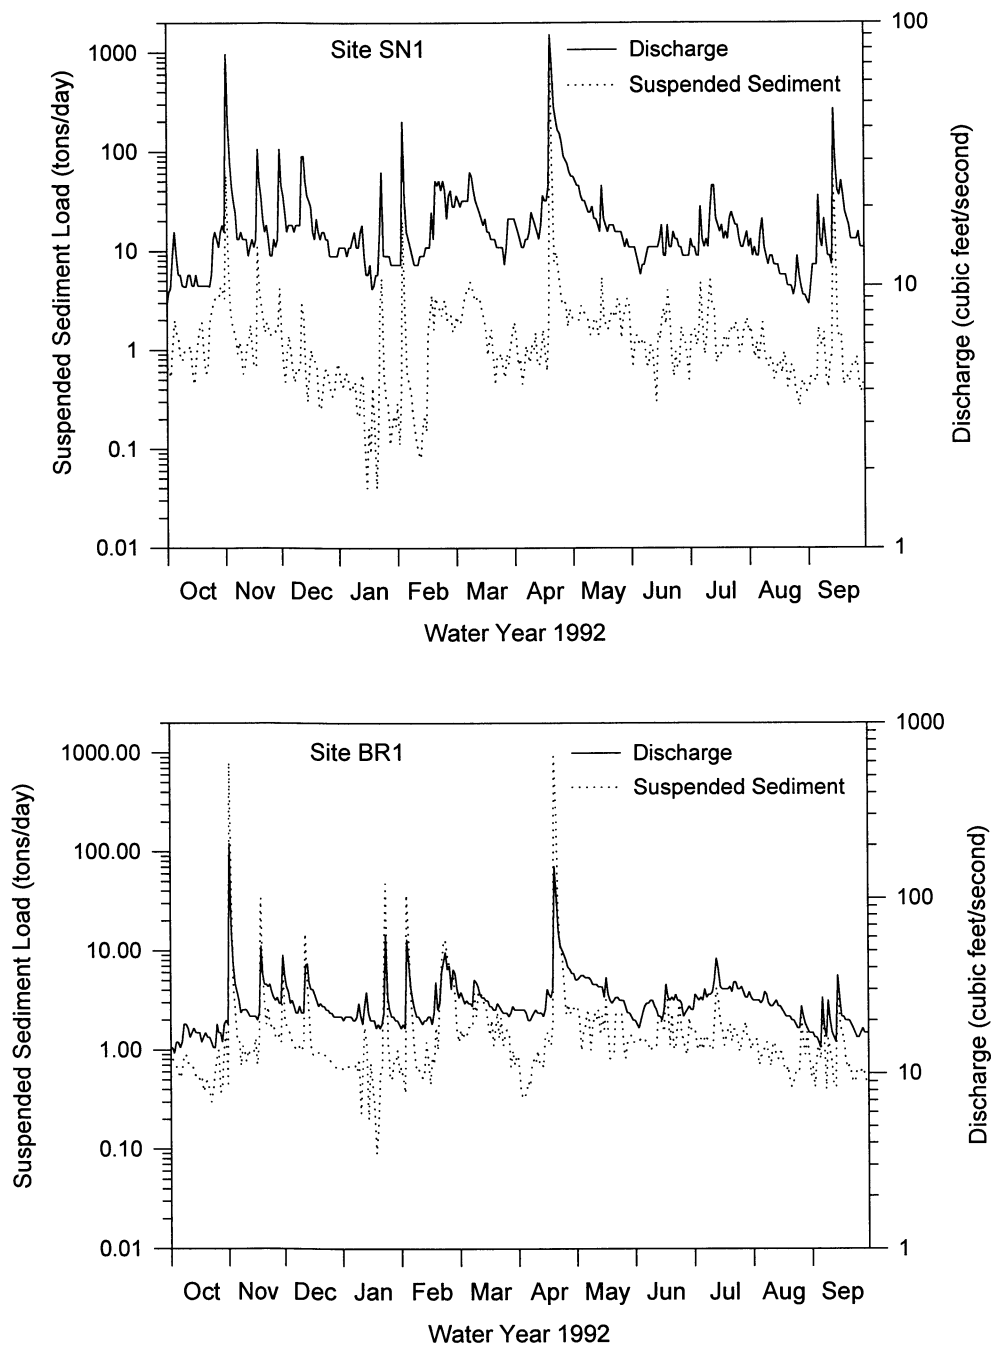 Site SN1
Discharge
Suspended Sediment
Suspended Sediment Load (tons/day)
1000
100
10
1
0.1
0.01
100
10
1
Discharge (cubic feet/second)
Oct Nov Dec Jan Feb Mar Apr May Jun Jul Aug Sep
Water Year 1992
Site BR1
Discharge
Suspended Sediment
Suspended Sediment Load (tons/day)
1000.00
100.00
10.00
1.00
0.10
0.01
1000
100
10
1
Discharge (cubic feet/second)
Oct Nov Dec Jan Feb Mar Apr May Jun Jul Aug Sep
Water Year 1992